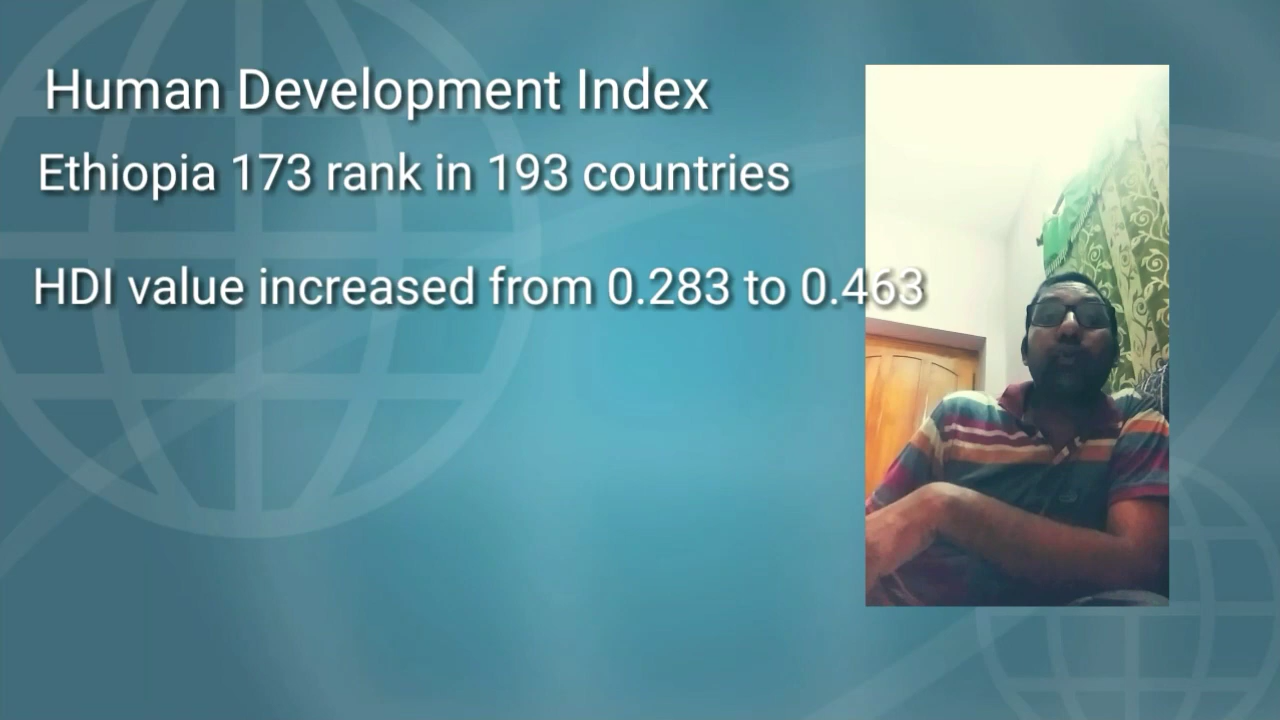 Human Development Index
Ethiopia 173 rank in 193 countries
HDI value increased from 0.283 to 0.463